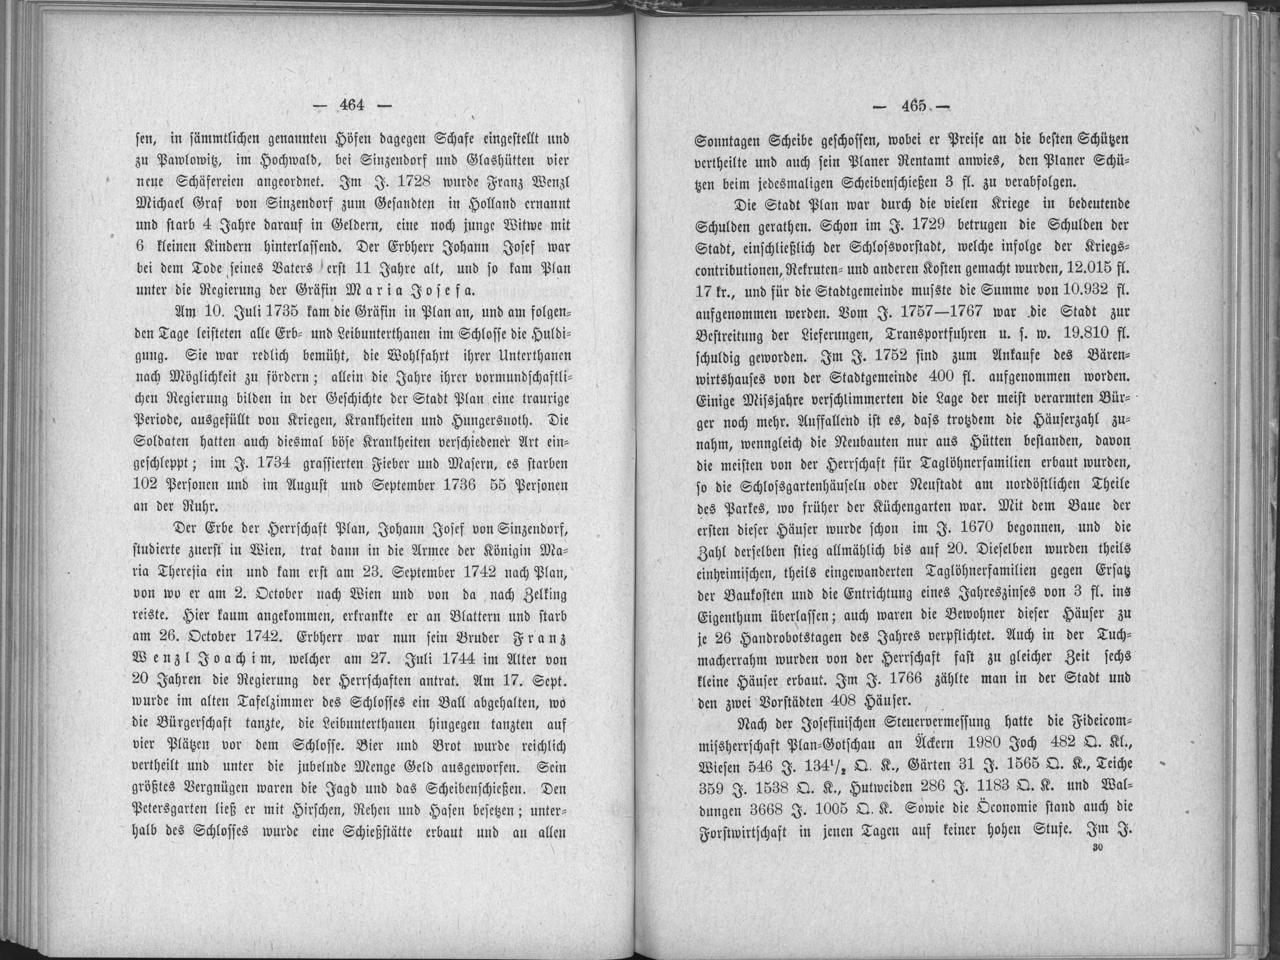 — 464 —
sen, in sämmtlichen genannten Höfen dagegen Schafe eingestellt und
zu Pawlowitz, im Hochwald, bei Sinzendorf und Glashütten vier
neue Schäfereien angeordnet. Im J. 1728 wurde Franz Wenzl
Michael Graf von Sinzendorf zum Gesandten in Holland ernannt
und starb 4 Jahre darauf in Geldern, eine noch junge Witwe mit
6 kleinen Kindern hinterlassend. Der Erbherr Johann Josef war
bei dem Tode seines Vaters erst 11 Jahre alt, und so kam Plan
unter die Regierung der Gräfin Maria Josefa.
Am 10. Juli 1735 kam die Gräfin in Plan an, und am folgen-
den Tage leisteten alle Erb- und Leibunterthanen im Schlosse die Huldi-
gung. Sie war redlich bemüht, die Wohlfahrt ihrer Unterthanen
nach Möglichkeit zu fördern; allein die Jahre ihrer vormundschaftli-
chen Regierung bilden in der Geschichte der Stadt Plan eine traurige
Periode, ausgefüllt von Kriegen, Krankheiten und Hungersnoth. Die
Soldaten hatten auch diesmal böse Krankheiten verschiedener Art ein-
geschleppt; im J. 1734 grassierten Fieber und Masern, es starben
102 Personen und im August und September 1736 55 Personen
an der Ruhr.
Der Erbe der Herrschaft Plan, Johann Josef von Sinzendorf,
studierte zuerst in Wien, trat dann in die Armee der Königin Ma-
ria Theresia ein und kam erst am 23. September 1742 nach Plan,
von wo er am 2. October nach Wien und von da nach Zelking
reiste. Hier kaum angekommen, erkrankte er an Blattern und starb
am 26. October 1742. Erbherr war nun sein Bruder Franz
Wenzl Joachim, welcher am 27. Juli 1744 im Alter von
20 Jahren die Regierung der Herrschaften antrat. Am 17. Sept.
wurde im alten Tafelzimmer des Schlosses ein Ball abgehalten, wo
die Bürgerschaft tanzte, die Leibunterthanen hingegen tanzten auf
vier Plätzen vor dem Schlosse. Bier und Brot wurde reichlich
vertheilt und unter die jubelnde Menge Geld ausgeworfen. Sein
größtes Vergnügen waren die Jagd und das Scheibenschießen. Den
Petersgarten ließ er mit Hirschen, Rehen und Hasen besetzen; unter-
halb des Schlosses wurde eine Schießstätte erbaut und an allen
— 465 —
Sonntagen Scheibe geschossen, wobei er Preise an die besten Schützen
vertheilte und auch sein Planer Rentamt anwies, den Planer Schü-
tzen beim jedesmaligen Scheibenschießen 3 fl. zu verabfolgen.
Die Stadt Plan war durch die vielen Kriege in bedeutende
Schulden gerathen. Schon im J. 1729 betrugen die Schulden der
Stadt, einschließlich der Schlossvorstadt, welche infolge der Kriegs-
contributionen, Rekruten- und anderen Kosten gemacht wurden, 12.015 fl.
17 kr., und für die Stadtgemeinde musste die Summe von 10.932 fl.
aufgenommen werden. Vom J. 1757—1767 war die Stadt zur
Bestreitung der Lieferungen, Transportfuhren u. s. w. 19.810 fl.
schuldig geworden. Im J. 1752 sind zum Ankaufe des Bären-
wirtshauses von der Stadtgemeinde 400 fl. aufgenommen worden.
Einige Missjahre verschlimmerten die Lage der meist verarmten Bür-
ger noch mehr. Auffallend ist es, dass trotzdem die Häuserzahl zu-
nahm, wenngleich die Neubauten nur aus Hütten bestanden, davon
die meisten von der Herrschaft für Taglöhnerfamilien erbaut wurden,
so die Schlossgartenhäuseln oder Neustadt am nordöstlichen Theile
des Parkes, wo früher der Küchengarten war. Mit dem Baue der
ersten dieser Häuser wurde schon im J. 1670 begonnen, und die
Zahl derselben stieg allmählich bis auf 20. Dieselben wurden theils
einheimischen, theils eingewanderten Taglöhnerfamilien gegen Ersatz
der Baukosten und die Entrichtung eines Jahreszinses von 3 fl. ins
Eigenthum überlassen; auch waren die Bewohner dieser Häuser zu
je 26 Handrobotstagen des Jahres verpflichtet. Auch in der Tuch-
macherrahm wurden von der Herrschaft fast zu gleicher Zeit sechs
kleine Häuser erbaut. Im J. 1766 zählte man in der Stadt und
den zwei Vorstädten 408 Häuser.
Nach der Josefinischen Steuervermessung hatte die Fideicom-
missherrschaft Plan-Gotschau an Äckern 1980 Joch 482 Q. Kl.,
Wiesen 546 J. 134¹/₂ Q. K., Gärten 31 J. 1565 Q. K., Teiche
359 J. 1538 Q. K., Hutweiden 286 J. 1183 Q. K. und Wal-
dungen 3668 J. 1005 Q. K. Sowie die Öconomie stand auch die
Forstwirtschaft in jenen Tagen auf keiner hohen Stufe. Im J.
30